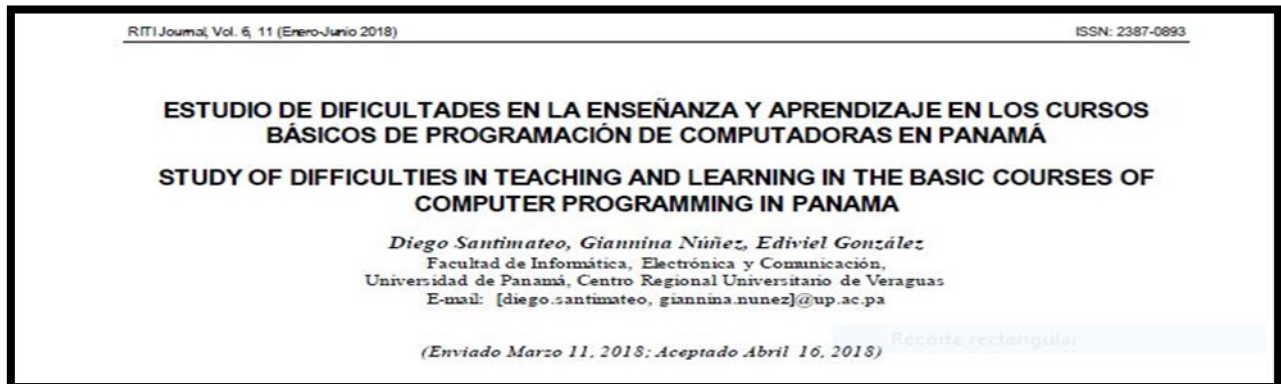 RITI Journal, Vol. 6, 11 (Enero-Junio 2018) ISSN: 2387-0893
ESTUDIO DE DIFICULTADES EN LA ENSEÑANZA Y APRENDIZAJE EN LOS CURSOS
BÁSICOS DE PROGRAMACIÓN DE COMPUTADORAS EN PANAMÁ
STUDY OF DIFFICULTIES IN TEACHING AND LEARNING IN THE BASIC COURSES OF
COMPUTER PROGRAMMING IN PANAMA
Diego Santimateo, Giannina Núñez, Ediviel González
Facultad de Informática, Electrónica y Comunicación,
Universidad de Panamá, Centro Regional Universitario de Veraguas
E-mail: [diego.santimateo, giannina.nunez]@up.ac.pa
Recorte rectangular
(Enviado Marzo 11, 2018; Aceptado Abril 16, 2018)